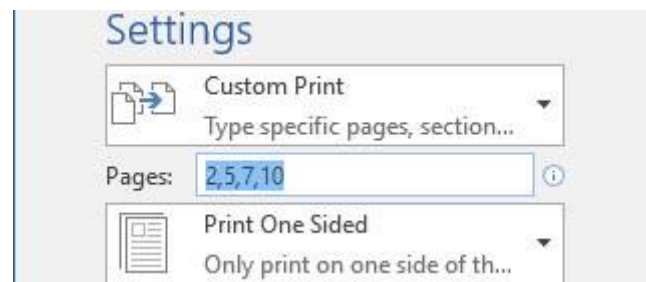 Settings
Custom Print
Type specific pages, section...
Pages: 2,5,7,10
Print One Sided
Only print on one side of th...